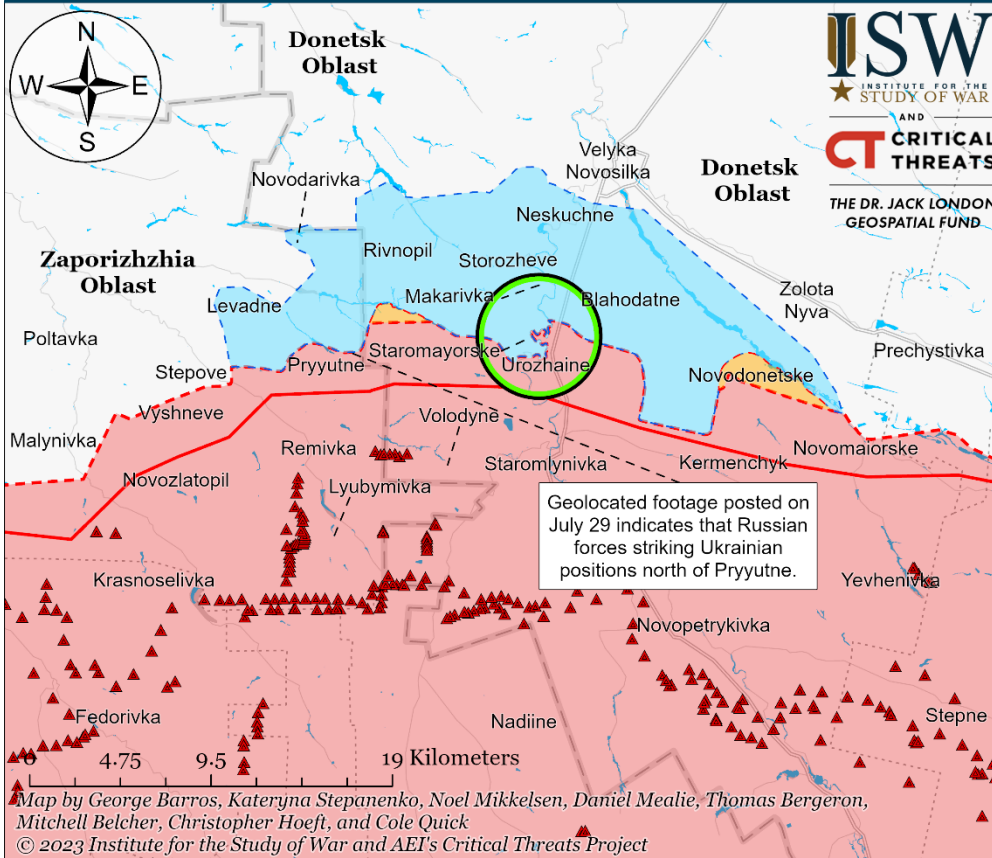 N
W
E
S
Donetsk
Oblast
ISW
INSTITUTE FOR THE
STUDY OF WAR
AND
CT CRITICAL
THREATS
THE DR. JACK LONDON
GEOSPATIAL FUND
Velyka
Novosilka
Donetsk
Oblast
Novodarivka
Neskuchne
Rivnopil
Storozheve
Zaporizhzhia
Oblast
Makarivka
Blahodatne
Zolota
Nyva
Levadne
Poltavka
Staromayorske
Prechystivka
Pryyutne
Urozhaine
Stepove
Novodonetske
Vyshneve
Volodyne
Malynivka
Remivka
Novomaiorske
Staromlynivka
Kermenchyk
Novozlatopil
Lyubymivka
Geolocated footage posted on
July 29 indicates that Russian
forces striking Ukrainian
positions north of Pryyutne.
Krasnoselivka
Yevhenivka
Novopetrykivka
Fedorivka
Nadiine
Stepne
0 4.75 9.5 19 Kilometers
Map by George Barros, Kateryna Stepanenko, Noel Mikkelsen, Daniel Mealie, Thomas Bergeron,
Mitchell Belcher, Christopher Hoeft, and Cole Quick
© 2023 Institute for the Study of War and AEI's Critical Threats Project